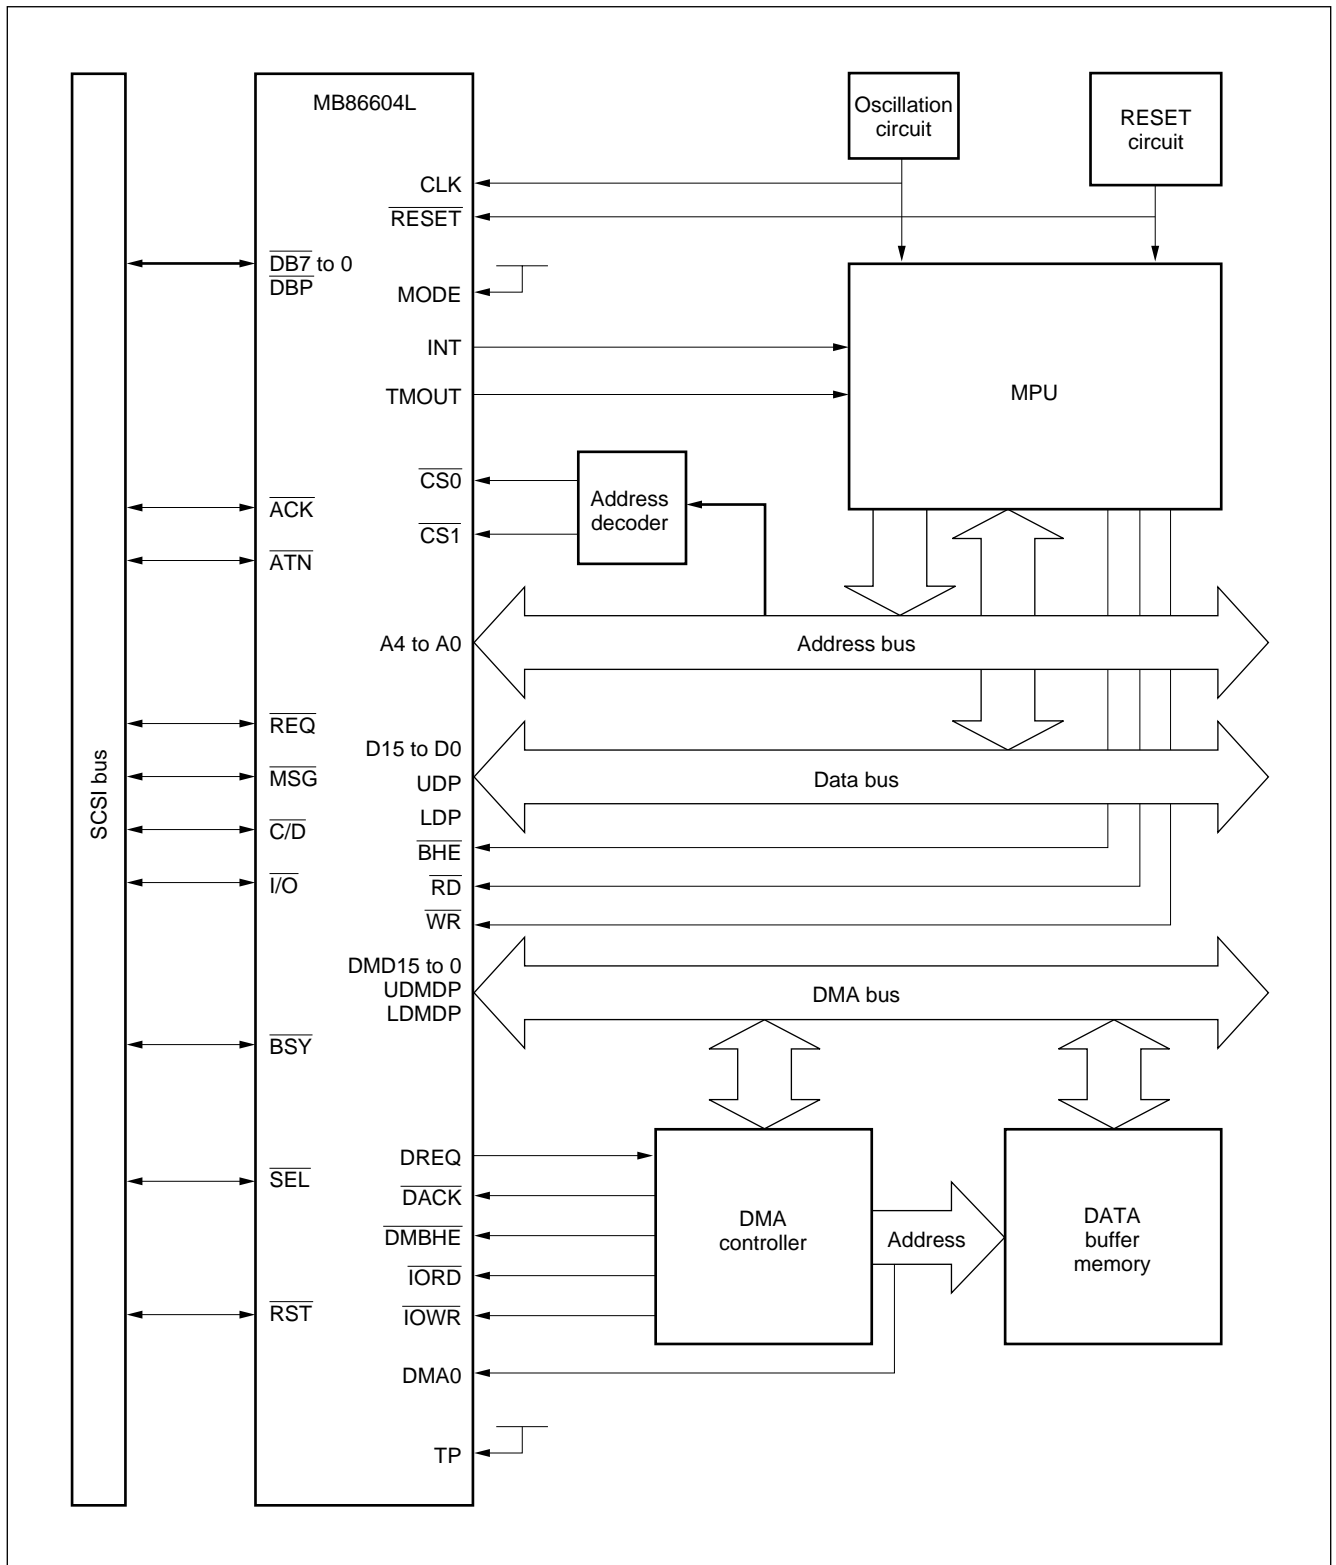 MB86604L
Oscillation
circuit
RESET
circuit
CLK
RESET
DB7 to 0
DBP
MODE
INT
TMOUT
MPU
CS0
CS1
Address
decoder
ACK
ATN
A4 to A0
Address bus
REQ
MSG
C/D
I/O
SCSI bus
D15 to D0
UDP
LDP
Data bus
BHE
RD
WR
DMD15 to 0
UDMDP
LDMDP
DMA bus
BSY
SEL
RST
DREQ
DACK
DMBHE
IORD
IOWR
DMA0
TP
DMA
controller
Address
DATA
buffer
memory